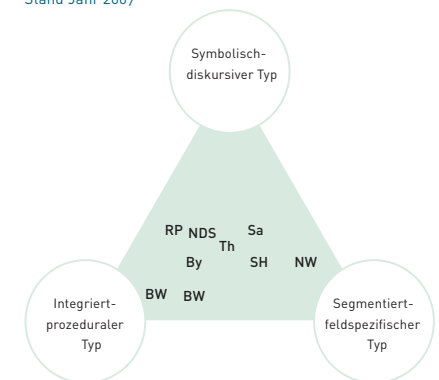 Stand Jahr 2007
Symbolisch-
diskursiver Typ
RP NDS Sa
Th
By SH NW
BW BW
Integriert-
prozeduraler
Typ
Segmentiert-
feldspezifischer
Typ